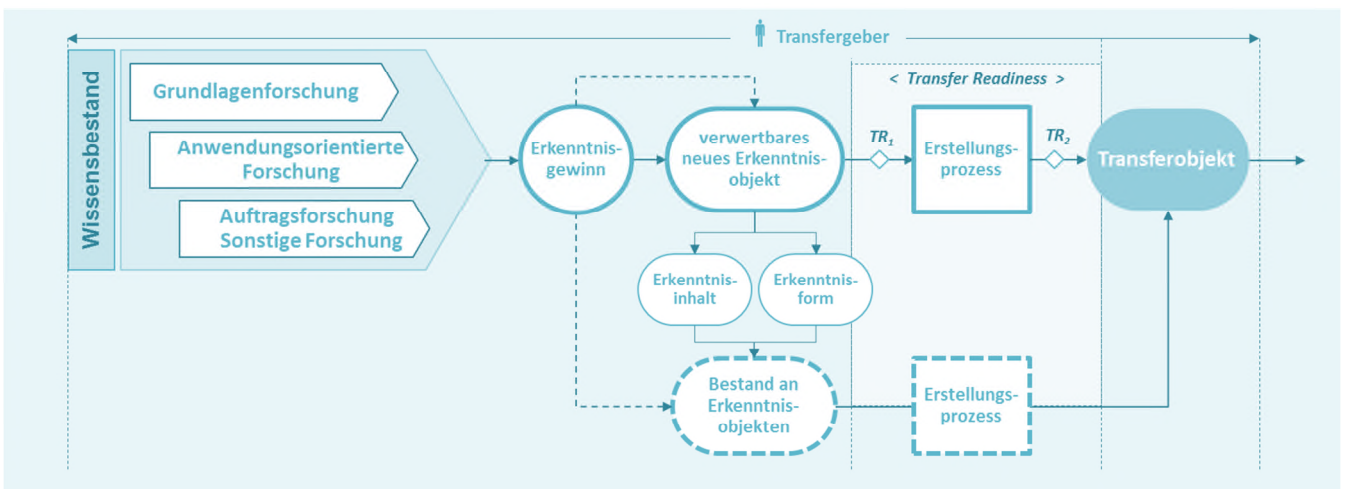 Transfergeber
Wissensbestand
Grundlagenforschung
Anwendungsorientierte
Forschung
Auftragsforschung
Sonstige Forschung
Erkenntnis-
gewinn
verwertbares
neues Erkenntnis-
objekt
< Transfer Readiness >
TR1
Erstellungs-
prozess
TR2
Transferobjekt
Erkenntnis-
inhalt
Erkenntnis-
form
Bestand an
Erkenntnis-
objekten
Erstellungs-
prozess